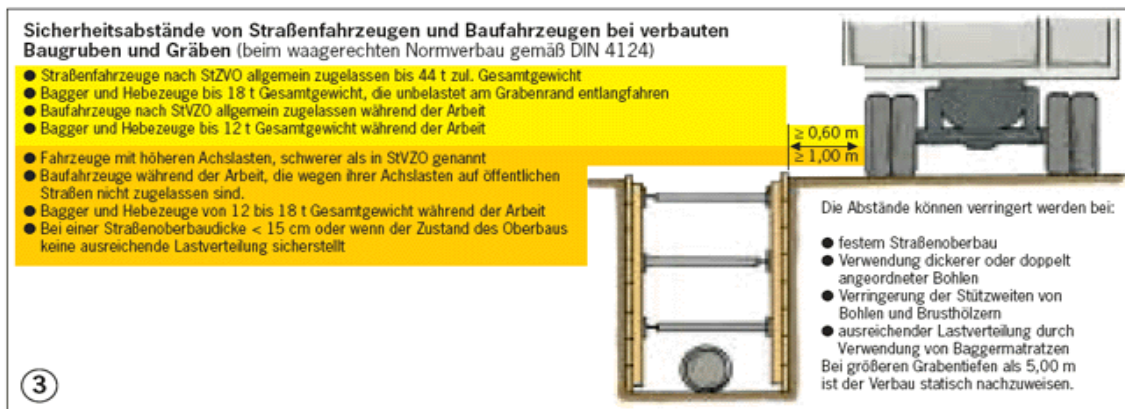 Sicherheitsabstände von Straßenfahrzeugen und Baufahrzeugen bei verbauten
Baugruben und Gräben (beim waagerechten Normverbau gemäß DIN 4124)
● Straßenfahrzeuge nach StZVO allgemein zugelassen bis 44 t zul. Gesamtgewicht
● Bagger und Hebezeuge bis 18 t Gesamtgewicht, die unbelastet am Grabenrand entlangfahren
● Baufahrzeuge nach StVZO allgemein zugelassen während der Arbeit
● Bagger und Hebezeuge bis 12 t Gesamtgewicht während der Arbeit
≥ 0,60 m
≥ 1,00 m
● Fahrzeuge mit höheren Achslasten, schwerer als in StVZO genannt
● Baufahrzeuge während der Arbeit, die wegen ihrer Achslasten auf öffentlichen
Straßen nicht zugelassen sind.
● Bagger und Hebezeuge von 12 bis 18 t Gesamtgewicht während der Arbeit
● Bei einer Straßenoberbaudicke < 15 cm oder wenn der Zustand des Oberbaus
keine ausreichende Lastverteilung sicherstellt
Die Abstände können verringert werden bei:
● festem Straßenoberbau
● Verwendung dickerer oder doppelt
angeordneter Bohlen
● Verringerung der Stützweiten von
Bohlen und Brusthölzern
● ausreichender Lastverteilung durch
Verwendung von Baggermatratzen
Bei größeren Grabentiefen als 5,00 m
ist der Verbau statisch nachzuweisen.
3